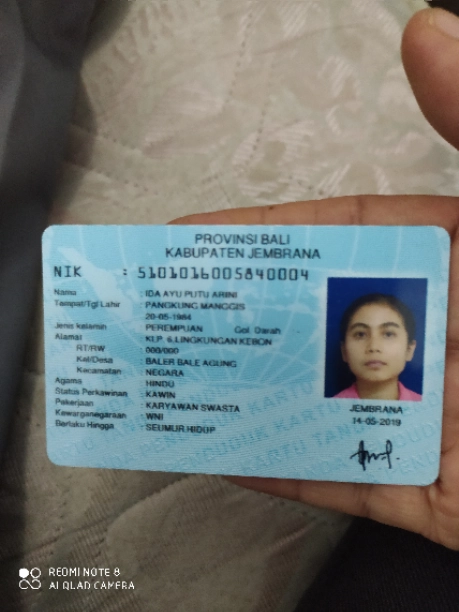 PROVINSI BALI
KABUPATEN JEMBRANA
NIK : 5101016005840004
Nama : IDA AYU PUTU ARINI
Tempat/Tgl Lahir : PANGKUNG MANGGIS
20-05-1984
Jenis kelamin : PEREMPUAN Gol. Darah
Alamat : KLP. 6 LINGKUNGAN KEBON
RT/RW : 000/000
Kel/Desa : BALER BALE AGUNG
Kecamatan : NEGARA
Agama : HINDU
Status Perkawinan : KAWIN
Pekerjaan : KARYAWAN SWASTA
Kewarganegaraan : WNI
Berlaku Hingga : SEUMUR HIDUP
JEMBRANA
14-05-2019
REDMI NOTE 8
AI QUAD CAMERA